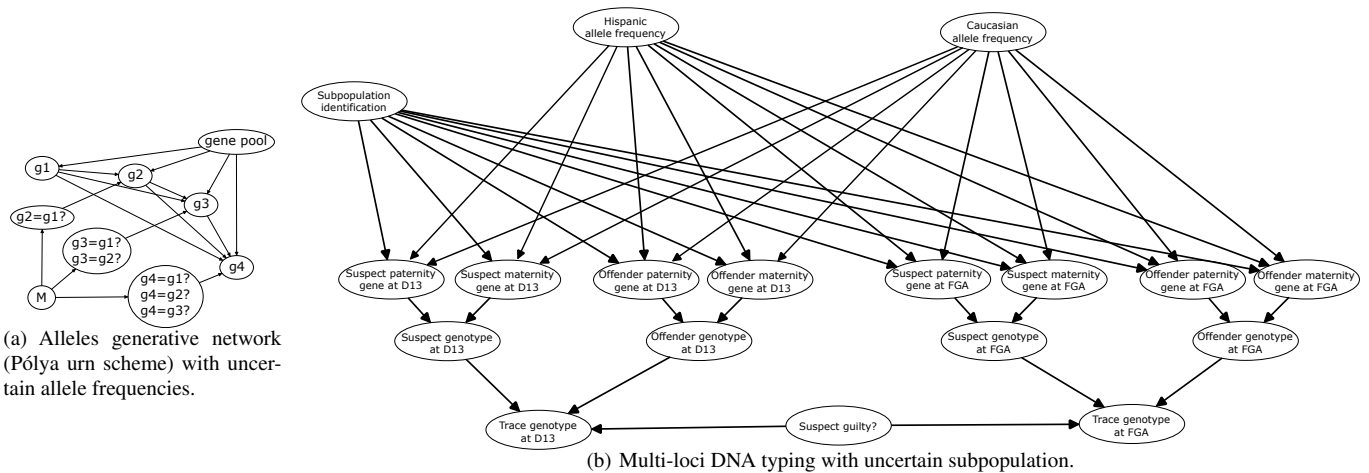 gene pool
g1
g2
g3
g2=g1?
g3=g1?
g3=g2?
g4
g4=g1?
g4=g2?
g4=g3?
M
(a) Alleles generative network
(Pólya urn scheme) with uncer-
tain allele frequencies.
Hispanic
allele frequency
Caucasian
allele frequency
Subpopulation
identification
Suspect paternity
gene at D13
Suspect maternity
gene at D13
Offender paternity
gene at D13
Offender maternity
gene at D13
Suspect paternity
gene at FGA
Suspect maternity
gene at FGA
Offender paternity
gene at FGA
Offender maternity
gene at FGA
Suspect genotype
at D13
Offender genotype
at D13
Suspect genotype
at FGA
Offender genotype
at FGA
Trace genotype
at D13
Suspect guilty?
Trace genotype
at FGA
(b) Multi-loci DNA typing with uncertain subpopulation.